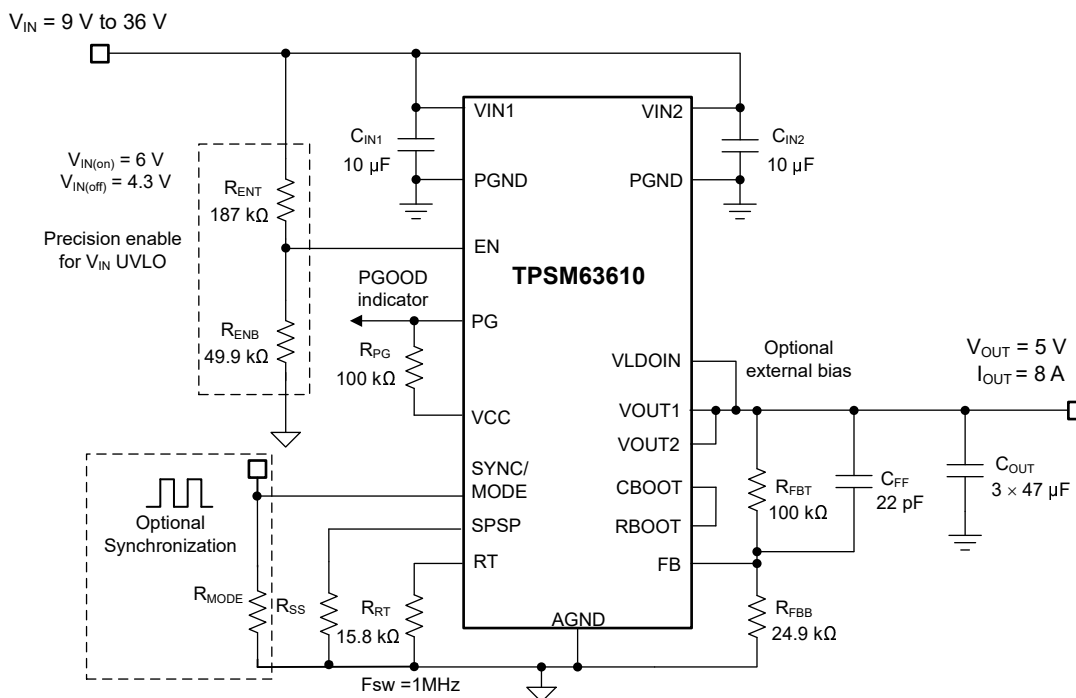 V_IN = 9 V to 36 V
VIN1
VIN2
C_IN1
10 µF
C_IN2
10 µF
PGND
PGND
V_IN(on) = 6 V
V_IN(off) = 4.3 V
R_ENT
187 kΩ
Precision enable
for V_IN UVLO
EN
TPSM63610
PGOOD
indicator
PG
R_ENB
49.9 kΩ
R_PG
100 kΩ
VCC
VLDOIN
Optional
external bias
V_OUT = 5 V
I_OUT = 8 A
VOUT1
VOUT2
SYNC/
MODE
CBOOT
RBOOT
R_FBT
100 kΩ
C_FF
22 pF
C_OUT
3 × 47 µF
Optional
Synchronization
SPSP
RT
FB
R_MODE
R_SS
R_RT
15.8 kΩ
AGND
R_FBB
24.9 kΩ
Fsw =1MHz